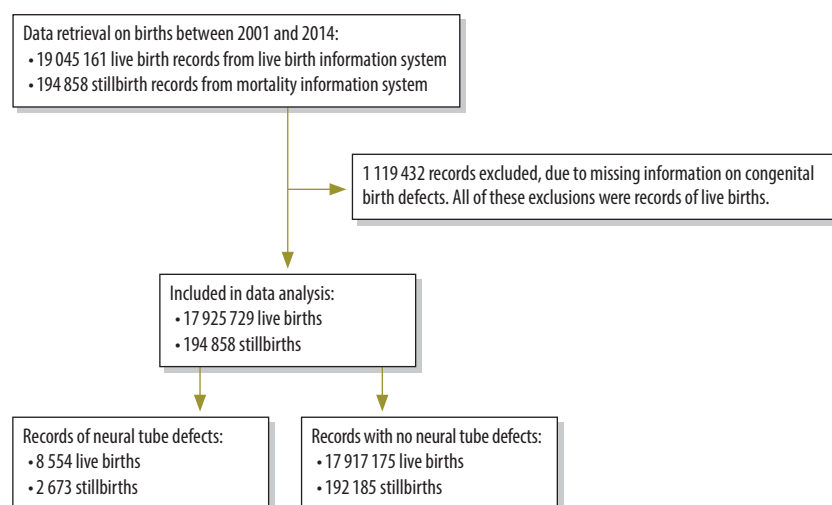 Data retrieval on births between 2001 and 2014:
• 19 045 161 live birth records from live birth information system
• 194 858 stillbirth records from mortality information system
1 119 432 records excluded, due to missing information on congenital
birth defects. All of these exclusions were records of live births.
Included in data analysis:
• 17 925 729 live births
• 194 858 stillbirths
Records of neural tube defects:
• 8 554 live births
• 2 673 stillbirths
Records with no neural tube defects:
• 17 917 175 live births
• 192 185 stillbirths